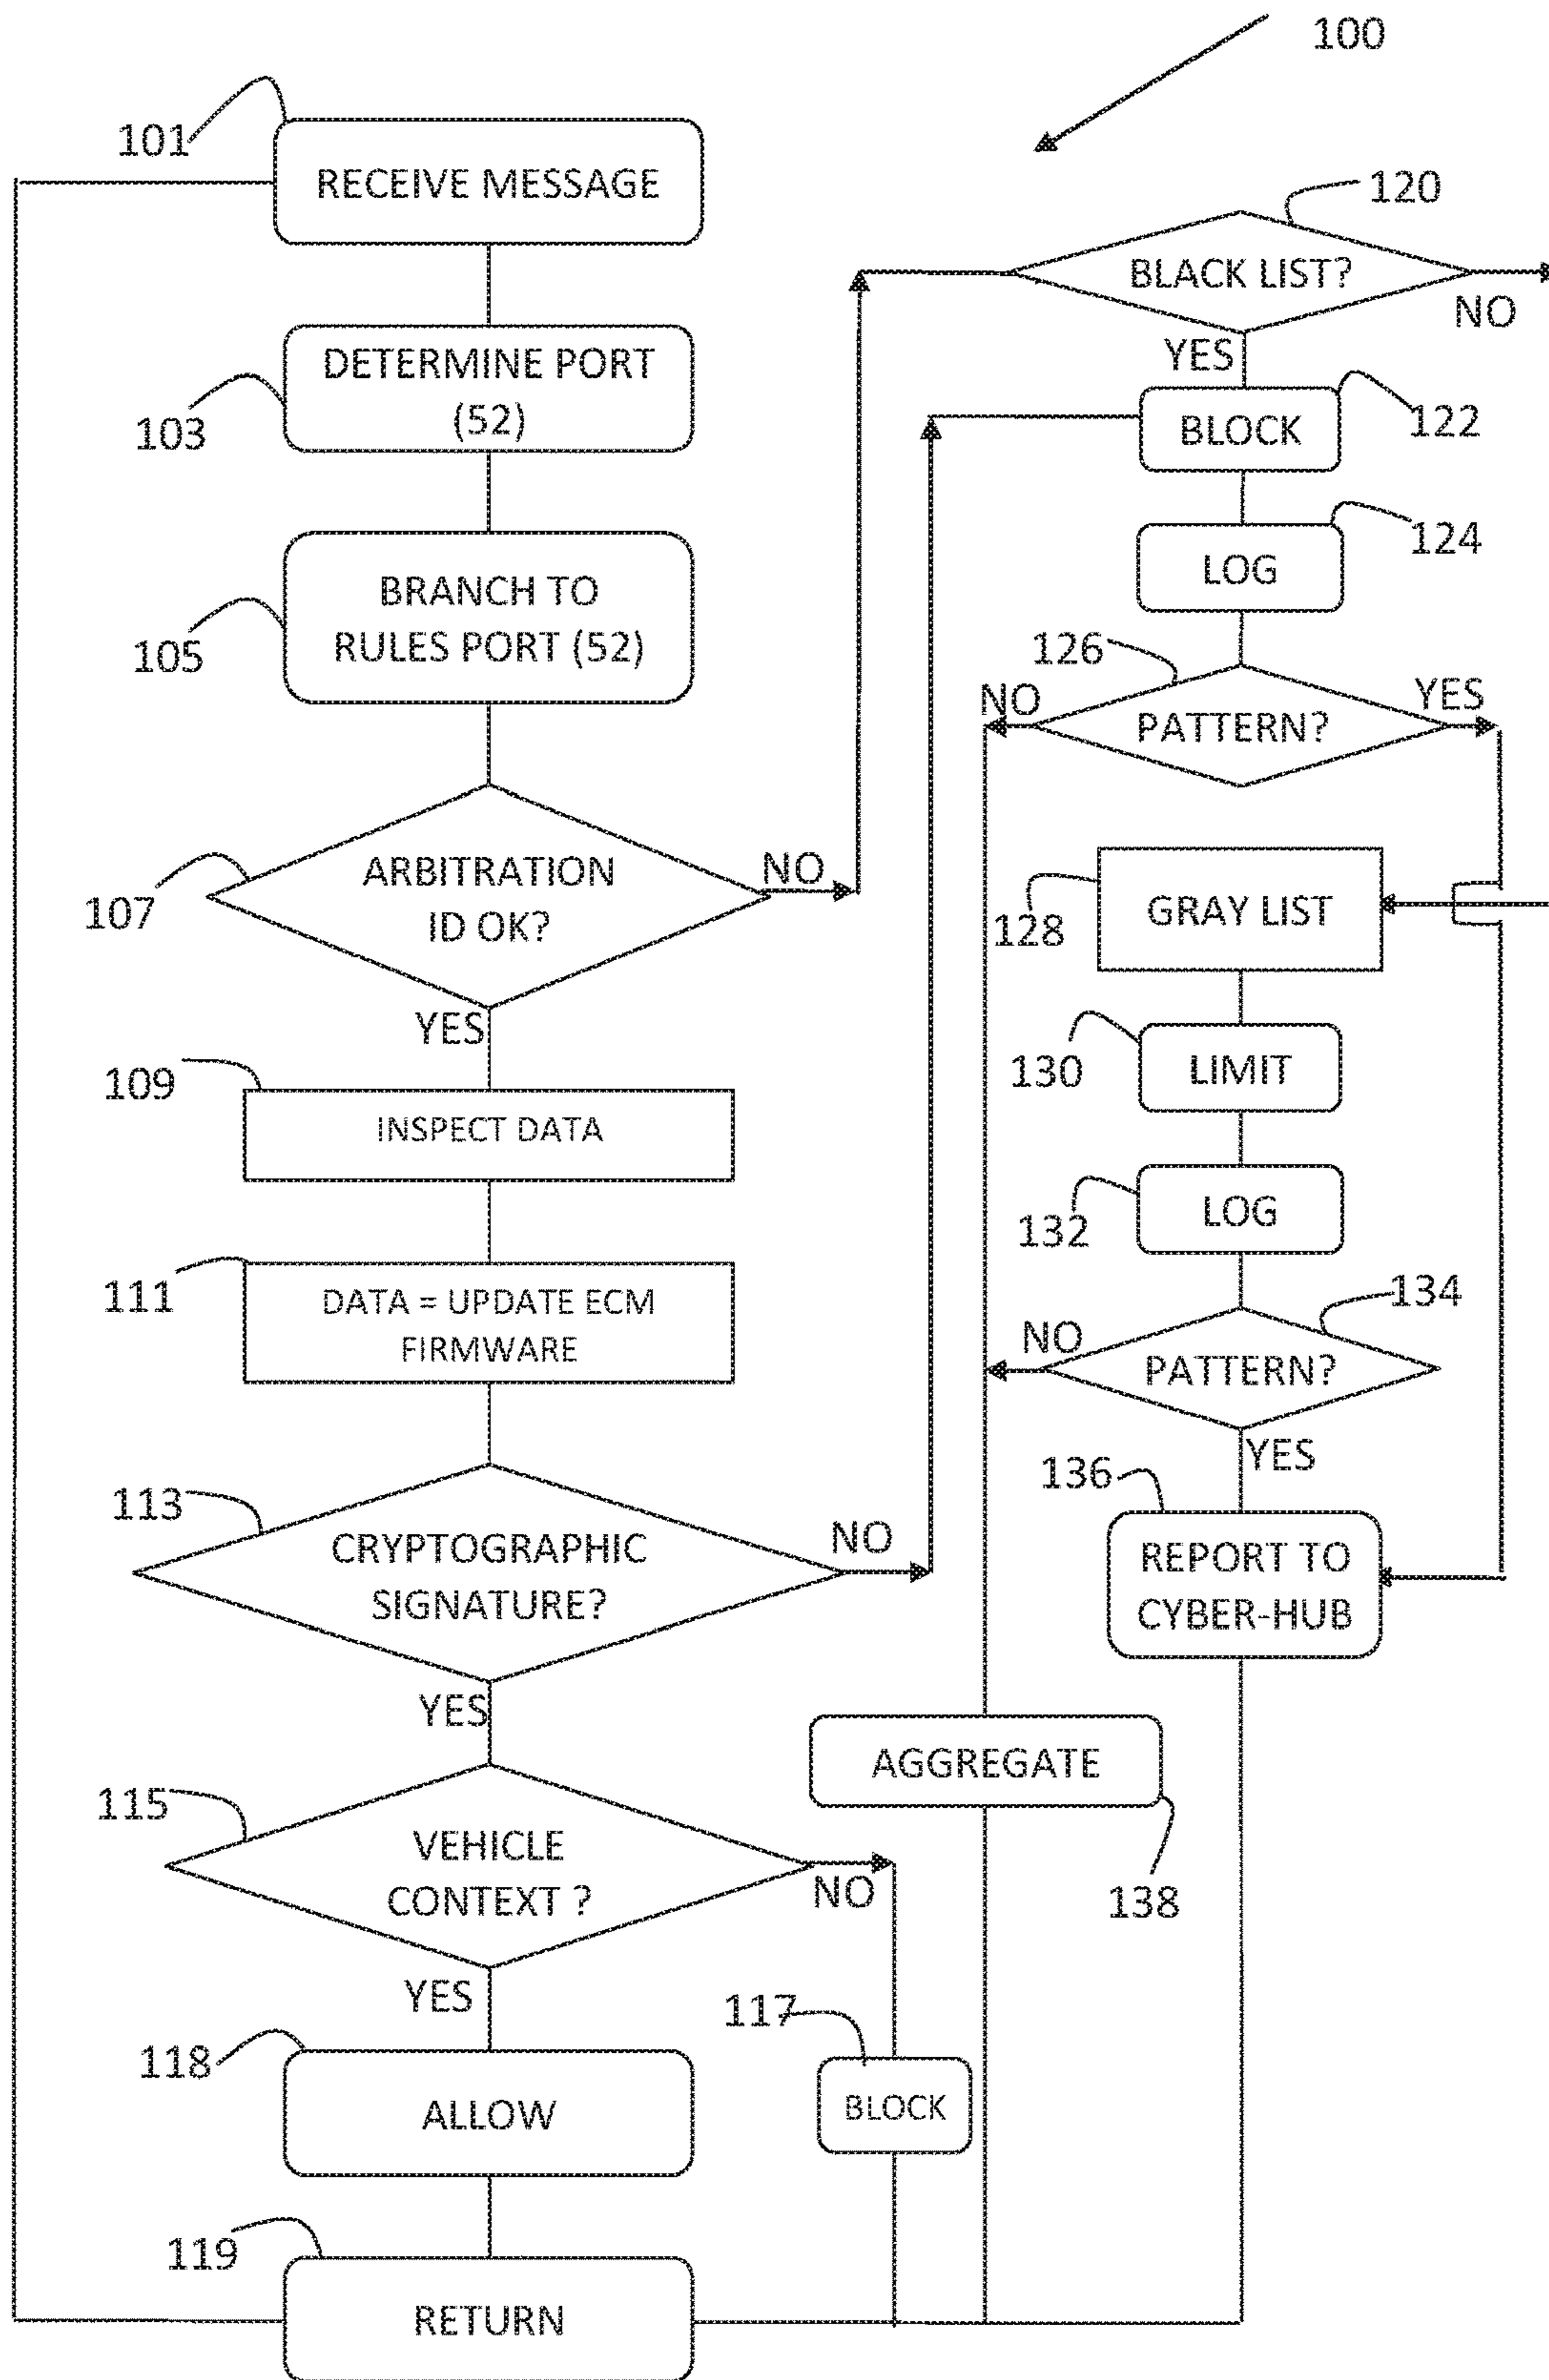 100
101
RECEIVE MESSAGE
103
DETERMINE PORT
(52)
105
BRANCH TO
RULES PORT (52)
107
ARBITRATION
ID OK?
NO
YES
109
INSPECT DATA
111
DATA = UPDATE ECM
FIRMWARE
113
CRYPTOGRAPHIC
SIGNATURE?
NO
YES
115
VEHICLE
CONTEXT ?
NO
YES
117
BLOCK
118
ALLOW
119
RETURN
120
BLACK LIST?
NO
YES
122
BLOCK
124
LOG
126
NO
YES
PATTERN?
128
GRAY LIST
130
LIMIT
132
LOG
134
NO
PATTERN?
YES
136
REPORT TO
CYBER-HUB
AGGREGATE
138